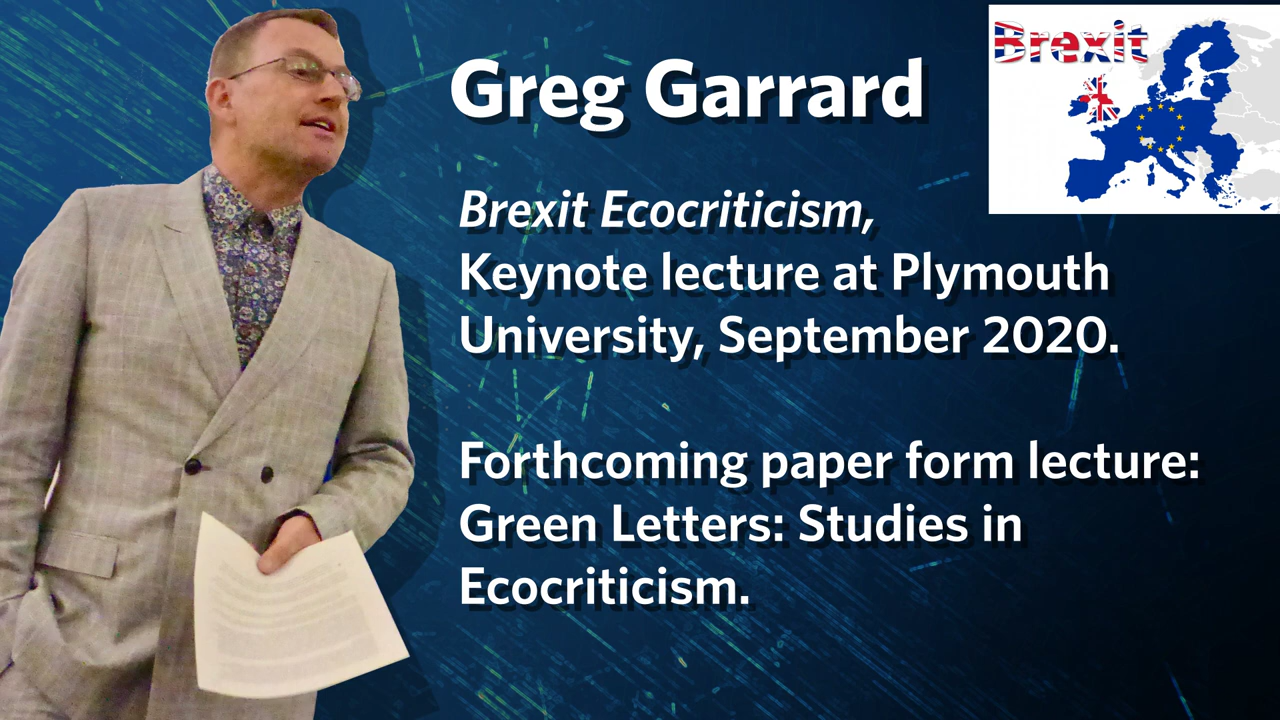 Greg Garrard
Brexit
Brexit Ecocriticism,
Keynote lecture at Plymouth
University, September 2020.
Forthcoming paper form lecture:
Green Letters: Studies in
Ecocriticism.